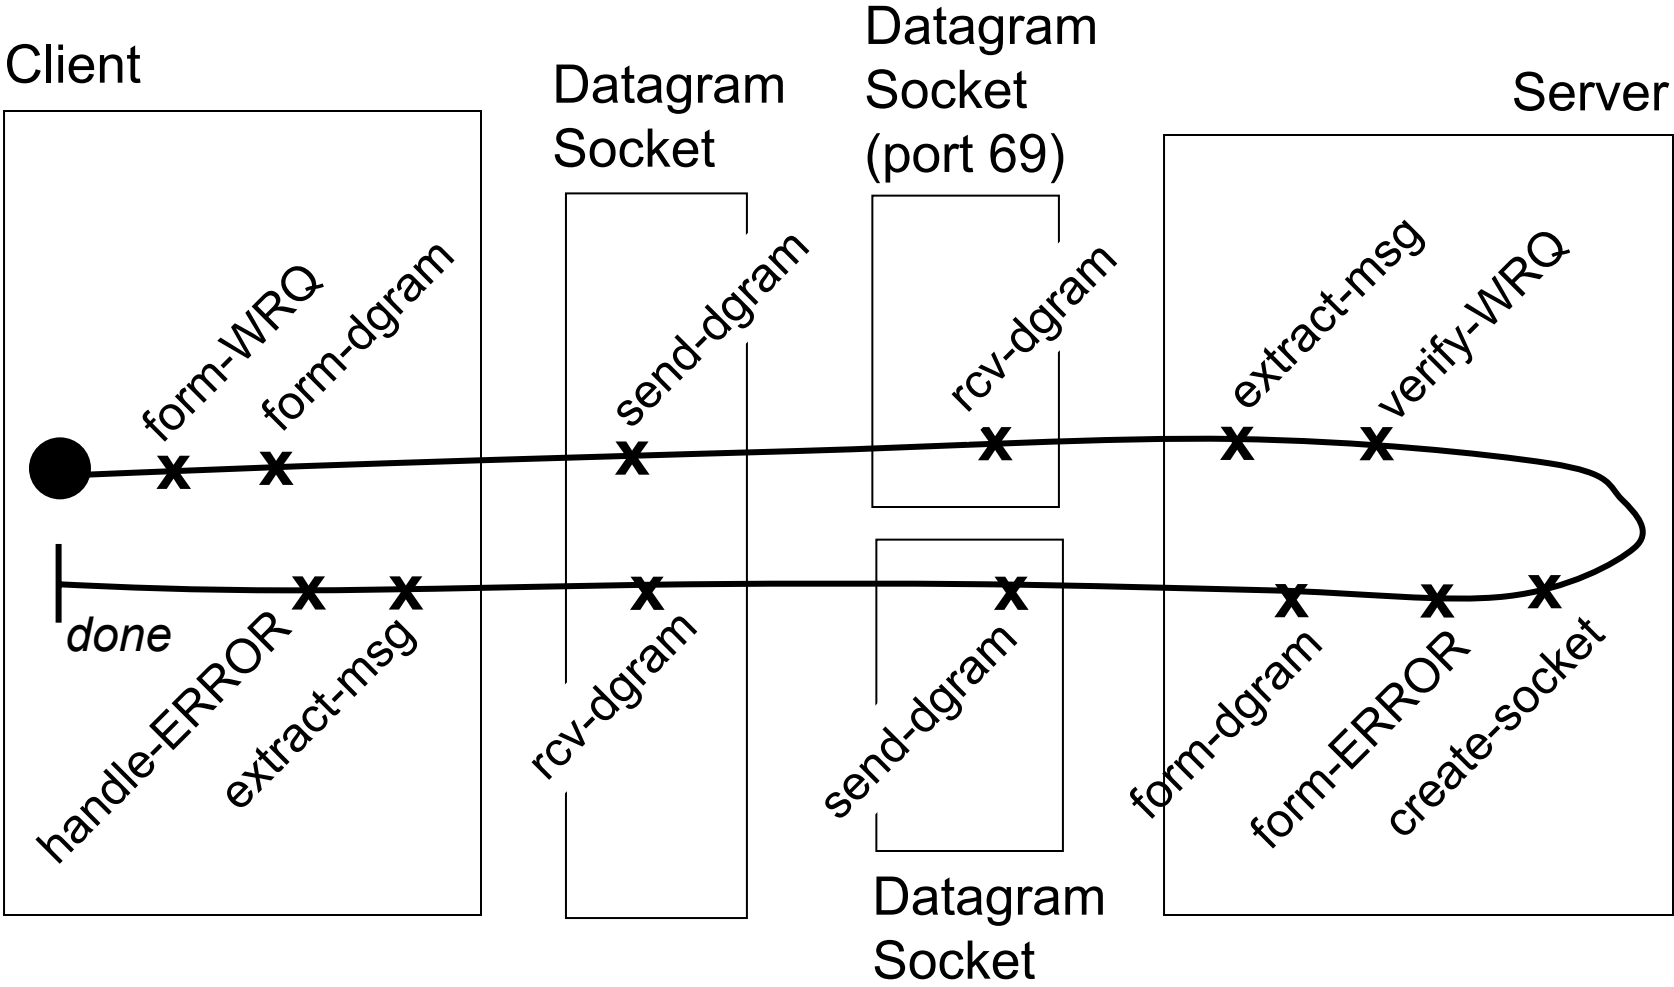 Client
Datagram
Socket
Datagram
Socket
(port 69)
Server
form-WRQ
form-dgram
send-dgram
rcv-dgram
extract-msg
verify-WRQ
x
x
x
x
x
x
x
x
x
x
x
x
x
done
handle-ERROR
extract-msg
rcv-dgram
send-dgram
form-dgram
form-ERROR
create-socket
Datagram
Socket